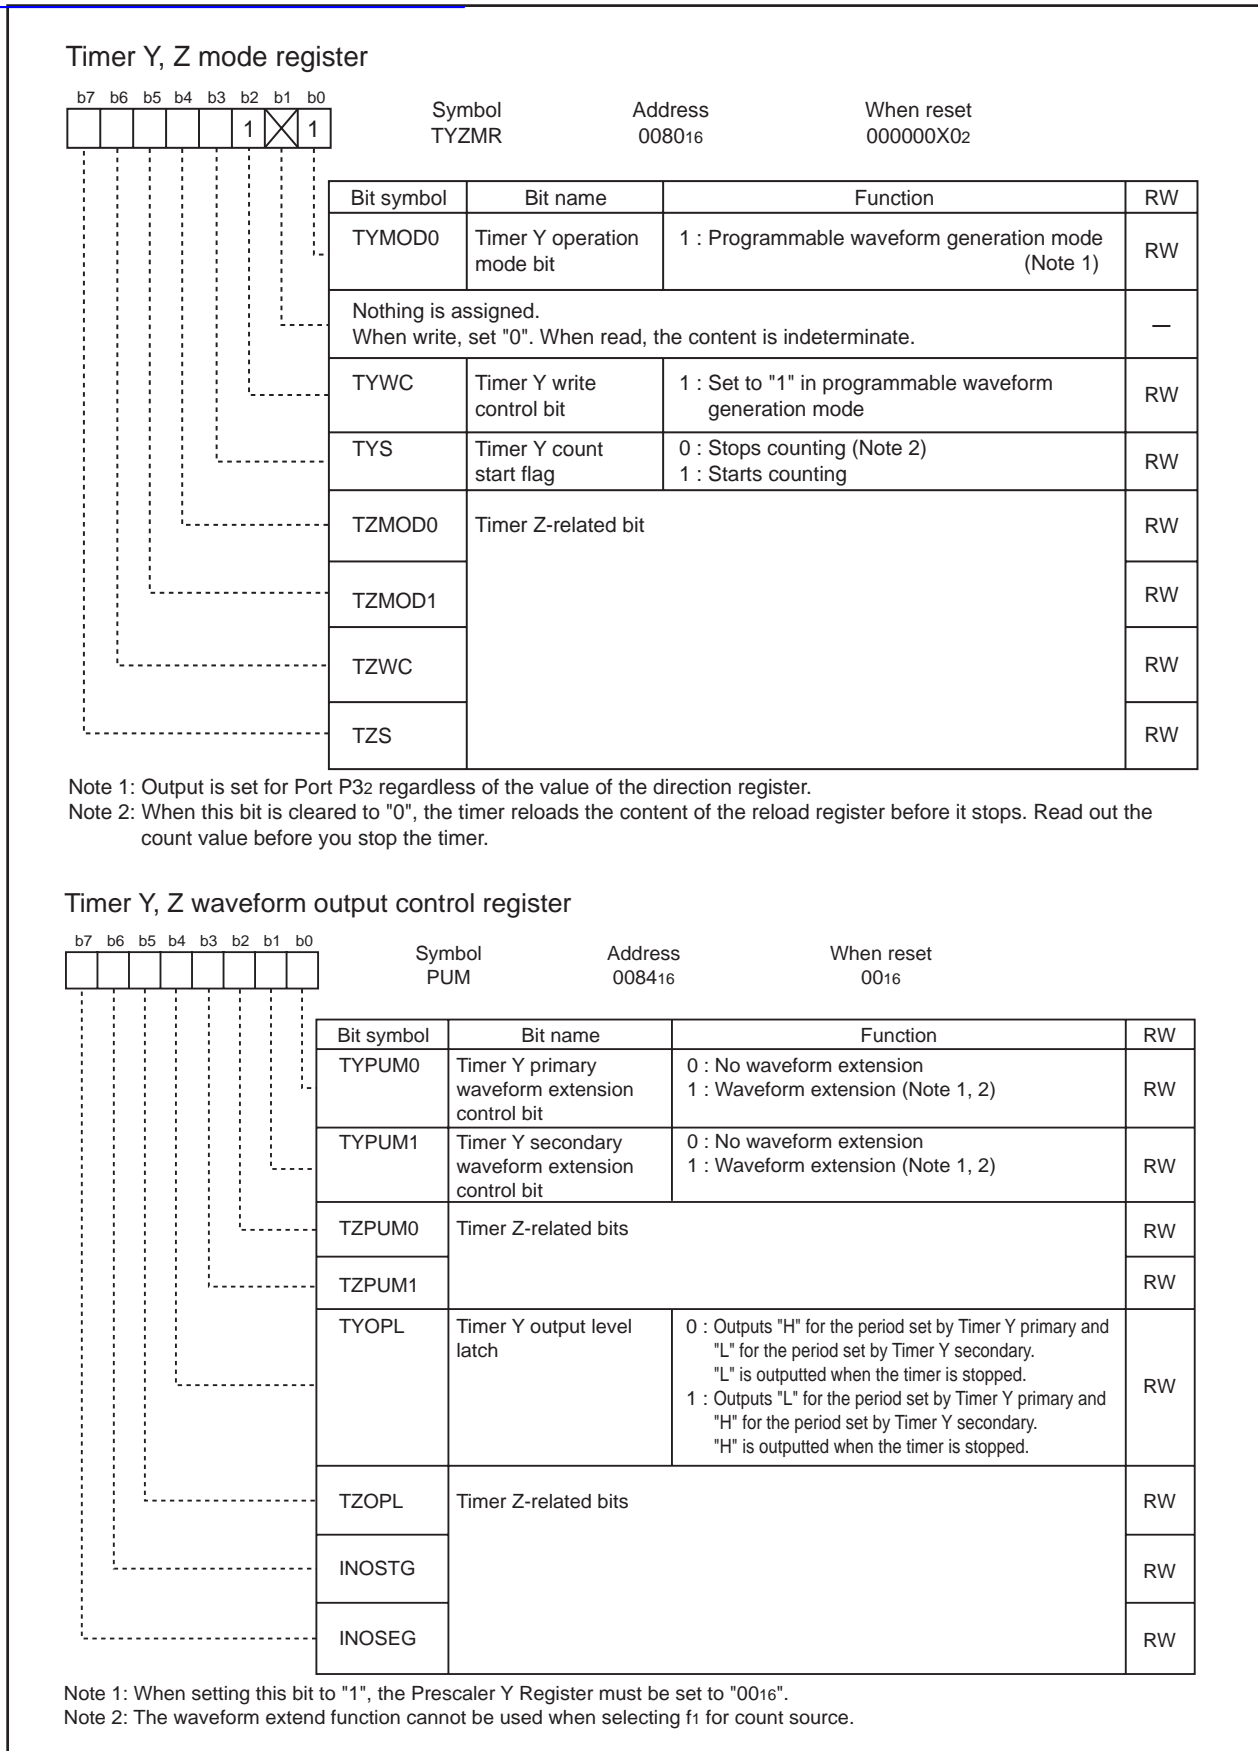 Timer Y, Z mode register
b7 b6 b5 b4 b3 b2 b1 b0
1 1
Symbol Address When reset
TYZMR 008016 000000X02
Bit symbol Bit name Function RW
TYMOD0 Timer Y operation mode bit 1 : Programmable waveform generation mode (Note 1) RW
Nothing is assigned.
When write, set "0". When read, the content is indeterminate. —
TYWC Timer Y write control bit 1 : Set to "1" in programmable waveform generation mode RW
TYS Timer Y count start flag 0 : Stops counting (Note 2)
1 : Starts counting RW
TZMOD0 Timer Z-related bit RW
TZMOD1 RW
TZWC RW
TZS RW
Note 1: Output is set for Port P32 regardless of the value of the direction register.
Note 2: When this bit is cleared to "0", the timer reloads the content of the reload register before it stops. Read out the
count value before you stop the timer.
Timer Y, Z waveform output control register
b7 b6 b5 b4 b3 b2 b1 b0
Symbol Address When reset
PUM 008416 0016
Bit symbol Bit name Function RW
TYPUM0 Timer Y primary waveform extension control bit 0 : No waveform extension
1 : Waveform extension (Note 1, 2) RW
TYPUM1 Timer Y secondary waveform extension control bit 0 : No waveform extension
1 : Waveform extension (Note 1, 2) RW
TZPUM0 Timer Z-related bits RW
TZPUM1 RW
TYOPL Timer Y output level latch 0 : Outputs "H" for the period set by Timer Y primary and
"L" for the period set by Timer Y secondary.
"L" is outputted when the timer is stopped.
1 : Outputs "L" for the period set by Timer Y primary and
"H" for the period set by Timer Y secondary.
"H" is outputted when the timer is stopped. RW
TZOPL Timer Z-related bits RW
INOSTG RW
INOSEG RW
Note 1: When setting this bit to "1", the Prescaler Y Register must be set to "0016".
Note 2: The waveform extend function cannot be used when selecting f1 for count source.